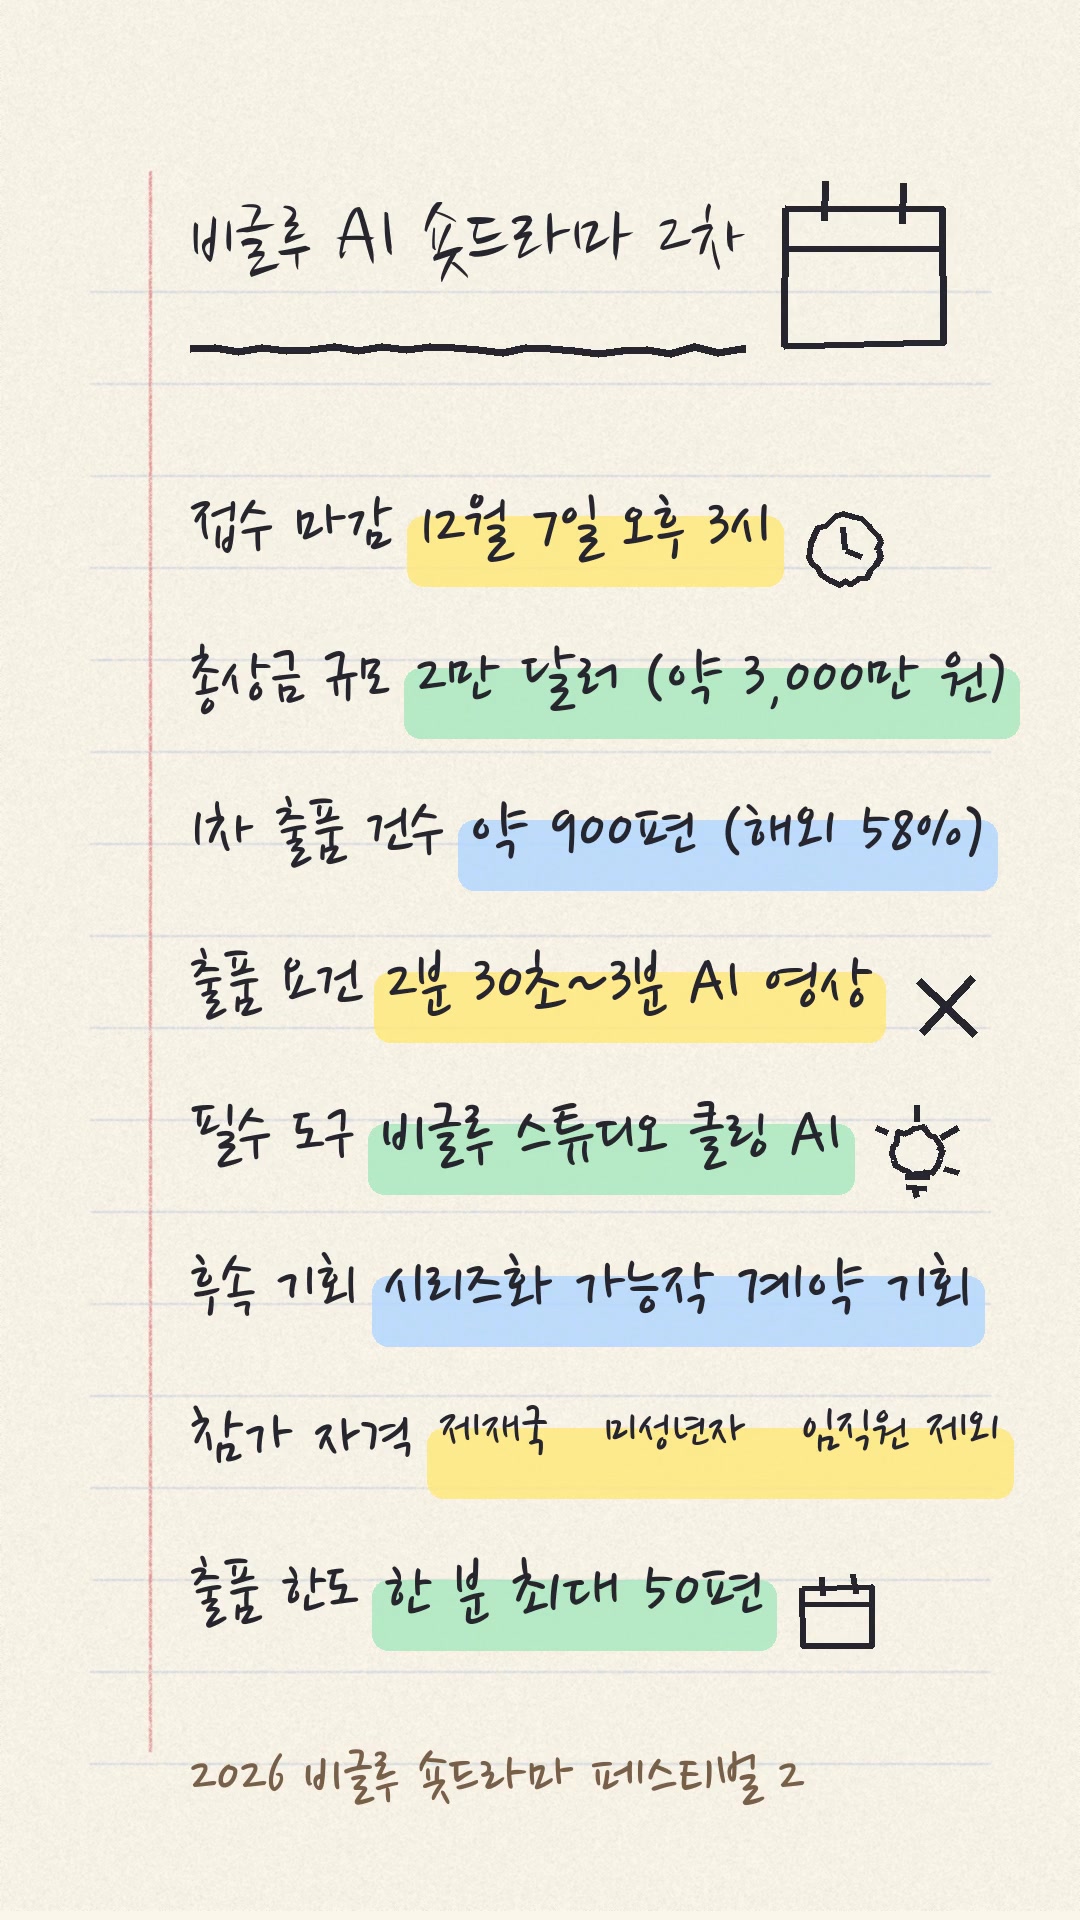 비글루 AI 숏드라마 2차
접수 마감 12월 7일 오후 3시
총상금 규모 2만 달러 (약 3,000만 원)
1차 출품 건수 약 900편 (해외 58%)
출품 요건 2분 30초~3분 AI 영상
필수 도구 비글루 스튜디오 클링 AI
후속 기회 시리즈화 가능작 계약 기회
참가 자격 제재국 미성년자 임직원 제외
출품 한도 한 분 최대 50편
2026 비글루 숏드라마 페스티벌 2